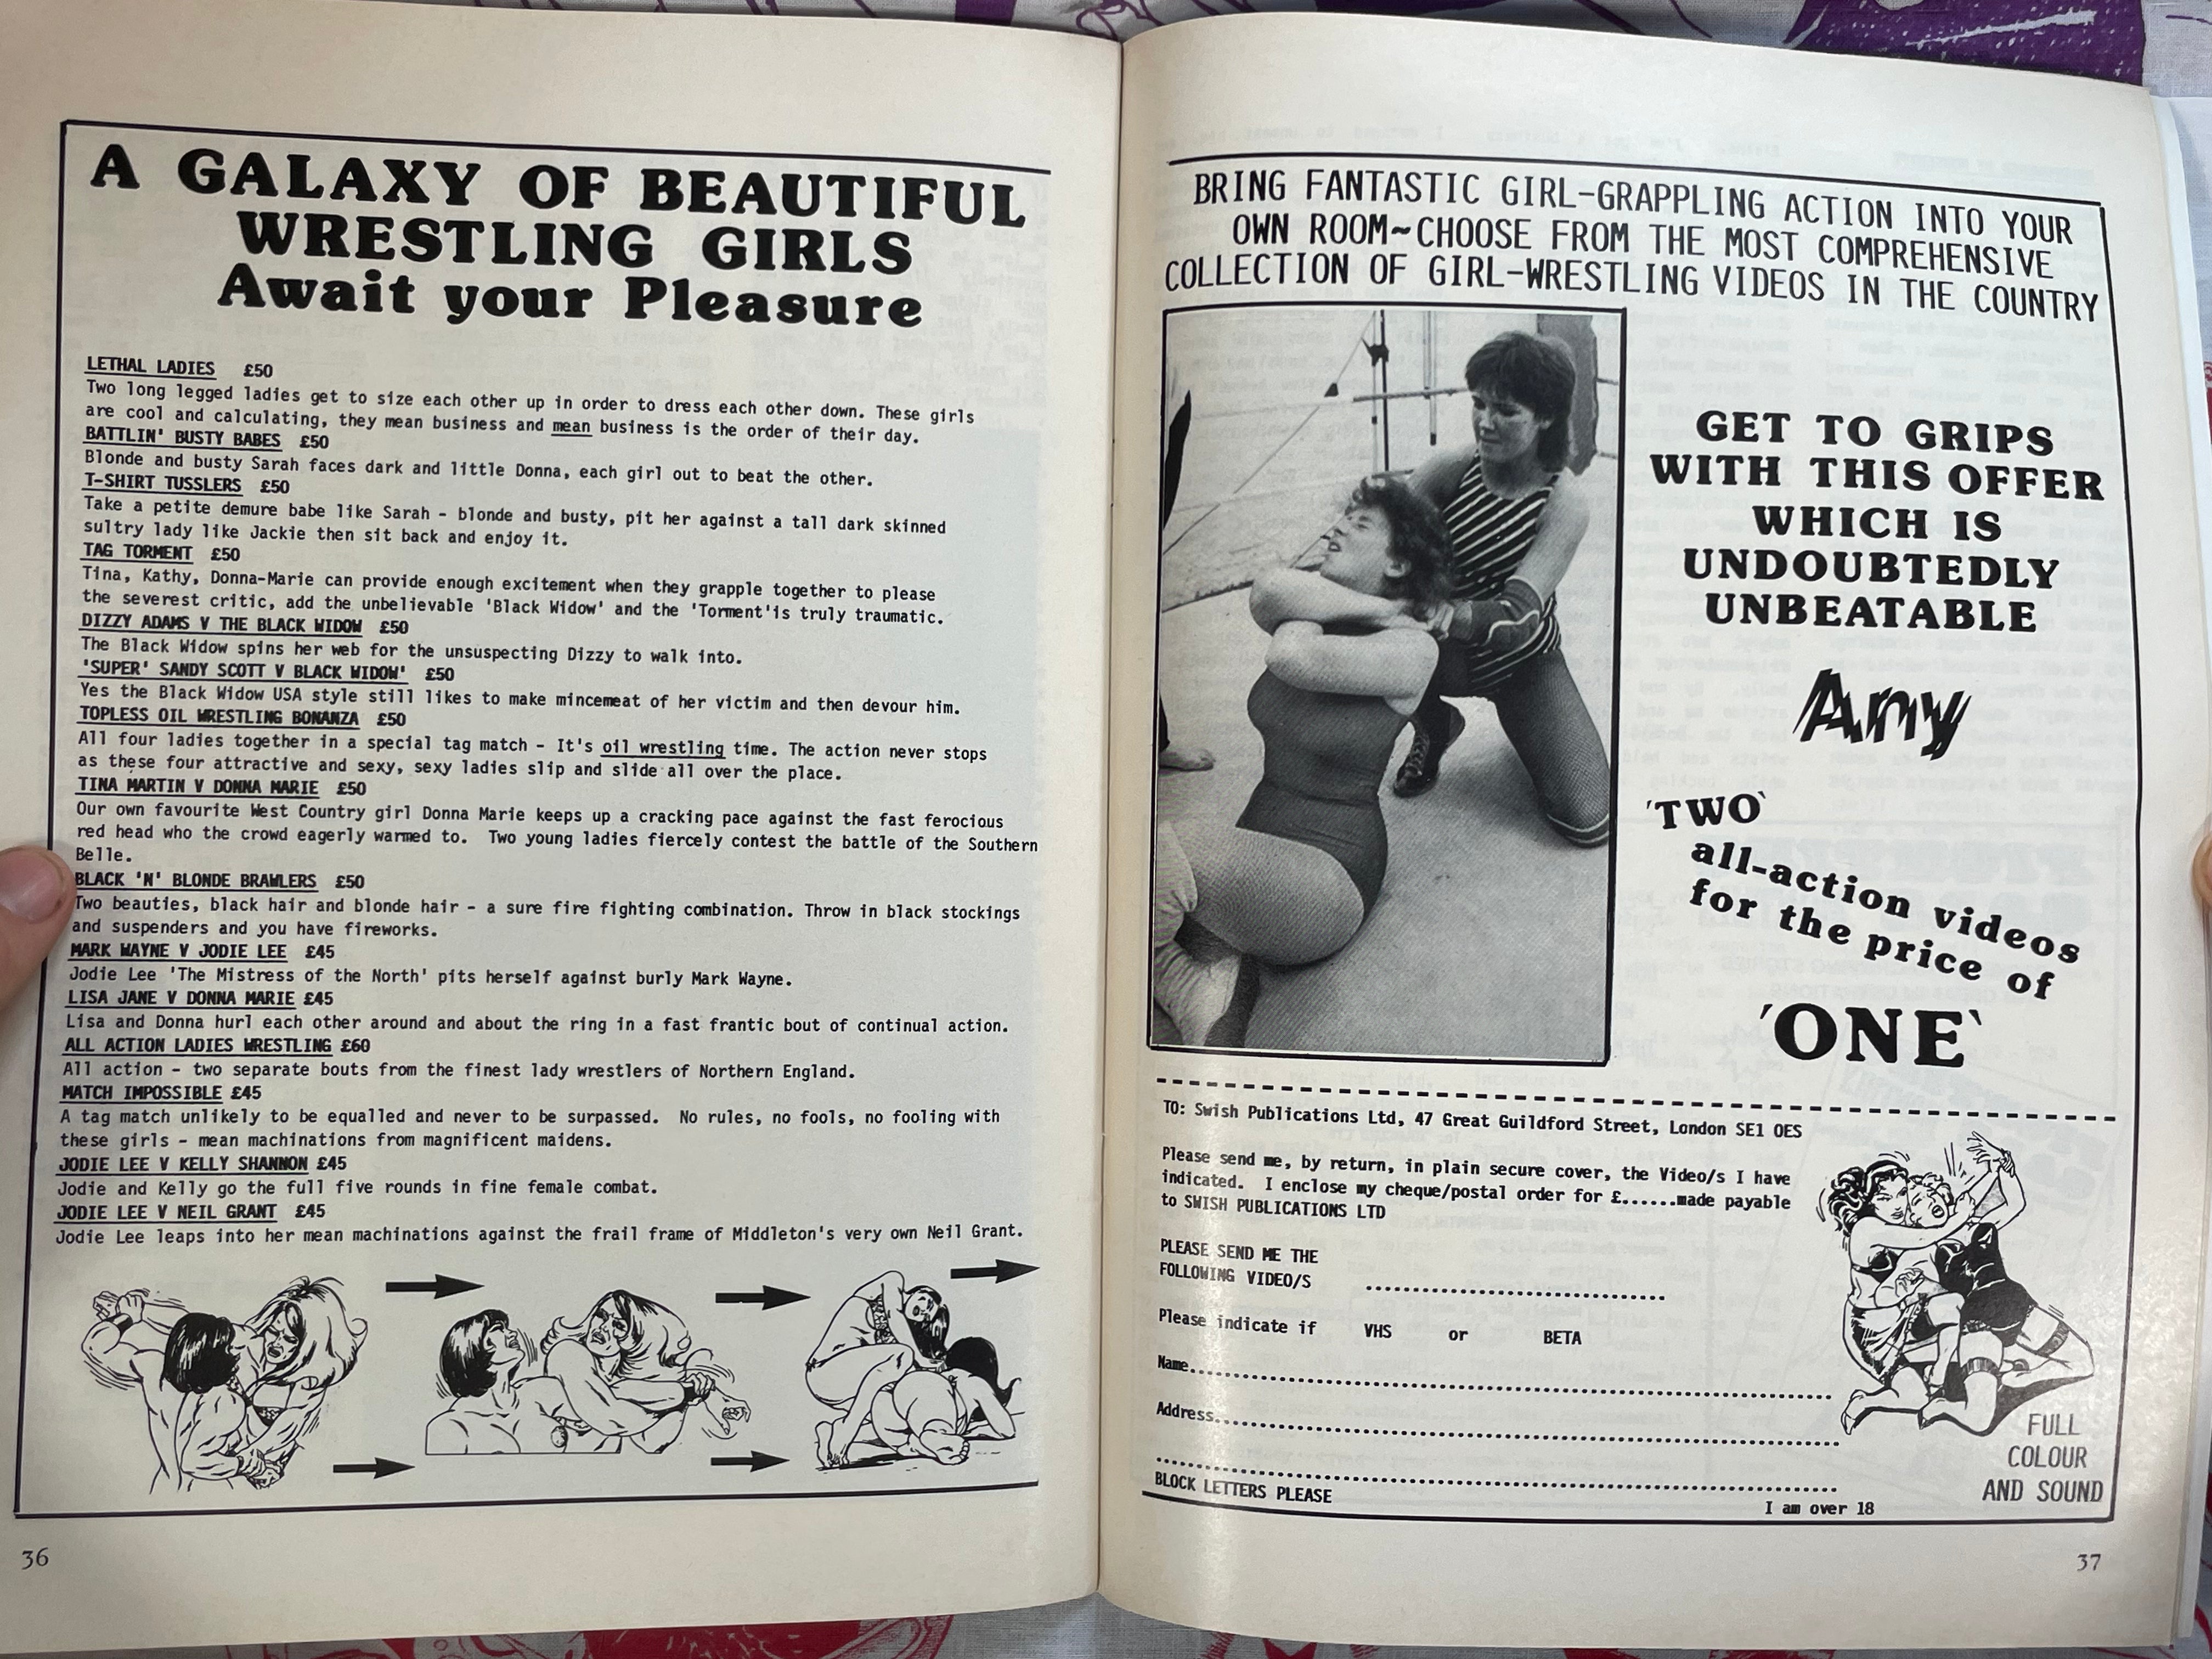 A GALAXY OF BEAUTIFUL
WRESTLING GIRLS
Await your Pleasure
LETHAL LADIES £50
Two long legged ladies get to size each other up in order to dress each other down. These girls
are cool and calculating, they mean business and mean business is the order of their day.
BATTLIN' BUSTY BABES £50
Blonde and busty Sarah faces dark and little Donna, each girl out to beat the other.
T-SHIRT TUSSLERS £50
Take a petite demure babe like Sarah - blonde and busty, pit her against a tall dark skinned
sultry lady like Jackie then sit back and enjoy it.
TAG TORMENT £50
Tina, Kathy, Donna-Marie can provide enough excitement when they grapple together to please
the severest critic, add the unbelievable 'Black Widow' and the 'Torment'is truly traumatic.
DIZZY ADAMS V THE BLACK WIDOW £50
The Black Widow spins her web for the unsuspecting Dizzy to walk into.
'SUPER' SANDY SCOTT V BLACK WIDOW' £50
Yes the Black Widow USA style still likes to make mincemeat of her victim and then devour him.
TOPLESS OIL WRESTLING BONANZA £50
All four ladies together in a special tag match - It's oil wrestling time. The action never stops
as these four attractive and sexy, sexy ladies slip and slide all over the place.
TINA MARTIN V DONNA MARIE £50
Our own favourite West Country girl Donna Marie keeps up a cracking pace against the fast ferocious
red head who the crowd eagerly warmed to. Two young ladies fiercely contest the battle of the Southern
Belle.
BLACK 'N' BLONDE BRAWLERS £50
Two beauties, black hair and blonde hair - a sure fire fighting combination. Throw in black stockings
and suspenders and you have fireworks.
MARK WAYNE V JODIE LEE £45
Jodie Lee 'The Mistress of the North' pits herself against burly Mark Wayne.
LISA JANE V DONNA MARIE £45
Lisa and Donna hurl each other around and about the ring in a fast frantic bout of continual action.
ALL ACTION LADIES WRESTLING £60
All action - two separate bouts from the finest lady wrestlers of Northern England.
MATCH IMPOSSIBLE £45
A tag match unlikely to be equalled and never to be surpassed. No rules, no fools, no fooling with
these girls - mean machinations from magnificent maidens.
JODIE LEE V KELLY SHANNON £45
Jodie and Kelly go the full five rounds in fine female combat.
JODIE LEE V NEIL GRANT £45
Jodie Lee leaps into her mean machinations against the frail frame of Middleton's very own Neil Grant.
36
BRING FANTASTIC GIRL-GRAPPLING ACTION INTO YOUR
OWN ROOM~CHOOSE FROM THE MOST COMPREHENSIVE
COLLECTION OF GIRL-WRESTLING VIDEOS IN THE COUNTRY
GET TO GRIPS
WITH THIS OFFER
WHICH IS
UNDOUBTEDLY
UNBEATABLE
Any
'TWO'
all-action videos
for the price of
'ONE'
TO: Swish Publications Ltd, 47 Great Guildford Street, London SE1 OES
Please send me, by return, in plain secure cover, the Video/s I have
indicated. I enclose my cheque/postal order for £......made payable
to SWISH PUBLICATIONS LTD
PLEASE SEND ME THE
FOLLOWING VIDEO/S
Please indicate if VHS or BETA
Name
Address
BLOCK LETTERS PLEASE
I am over 18
FULL
COLOUR
AND SOUND
37